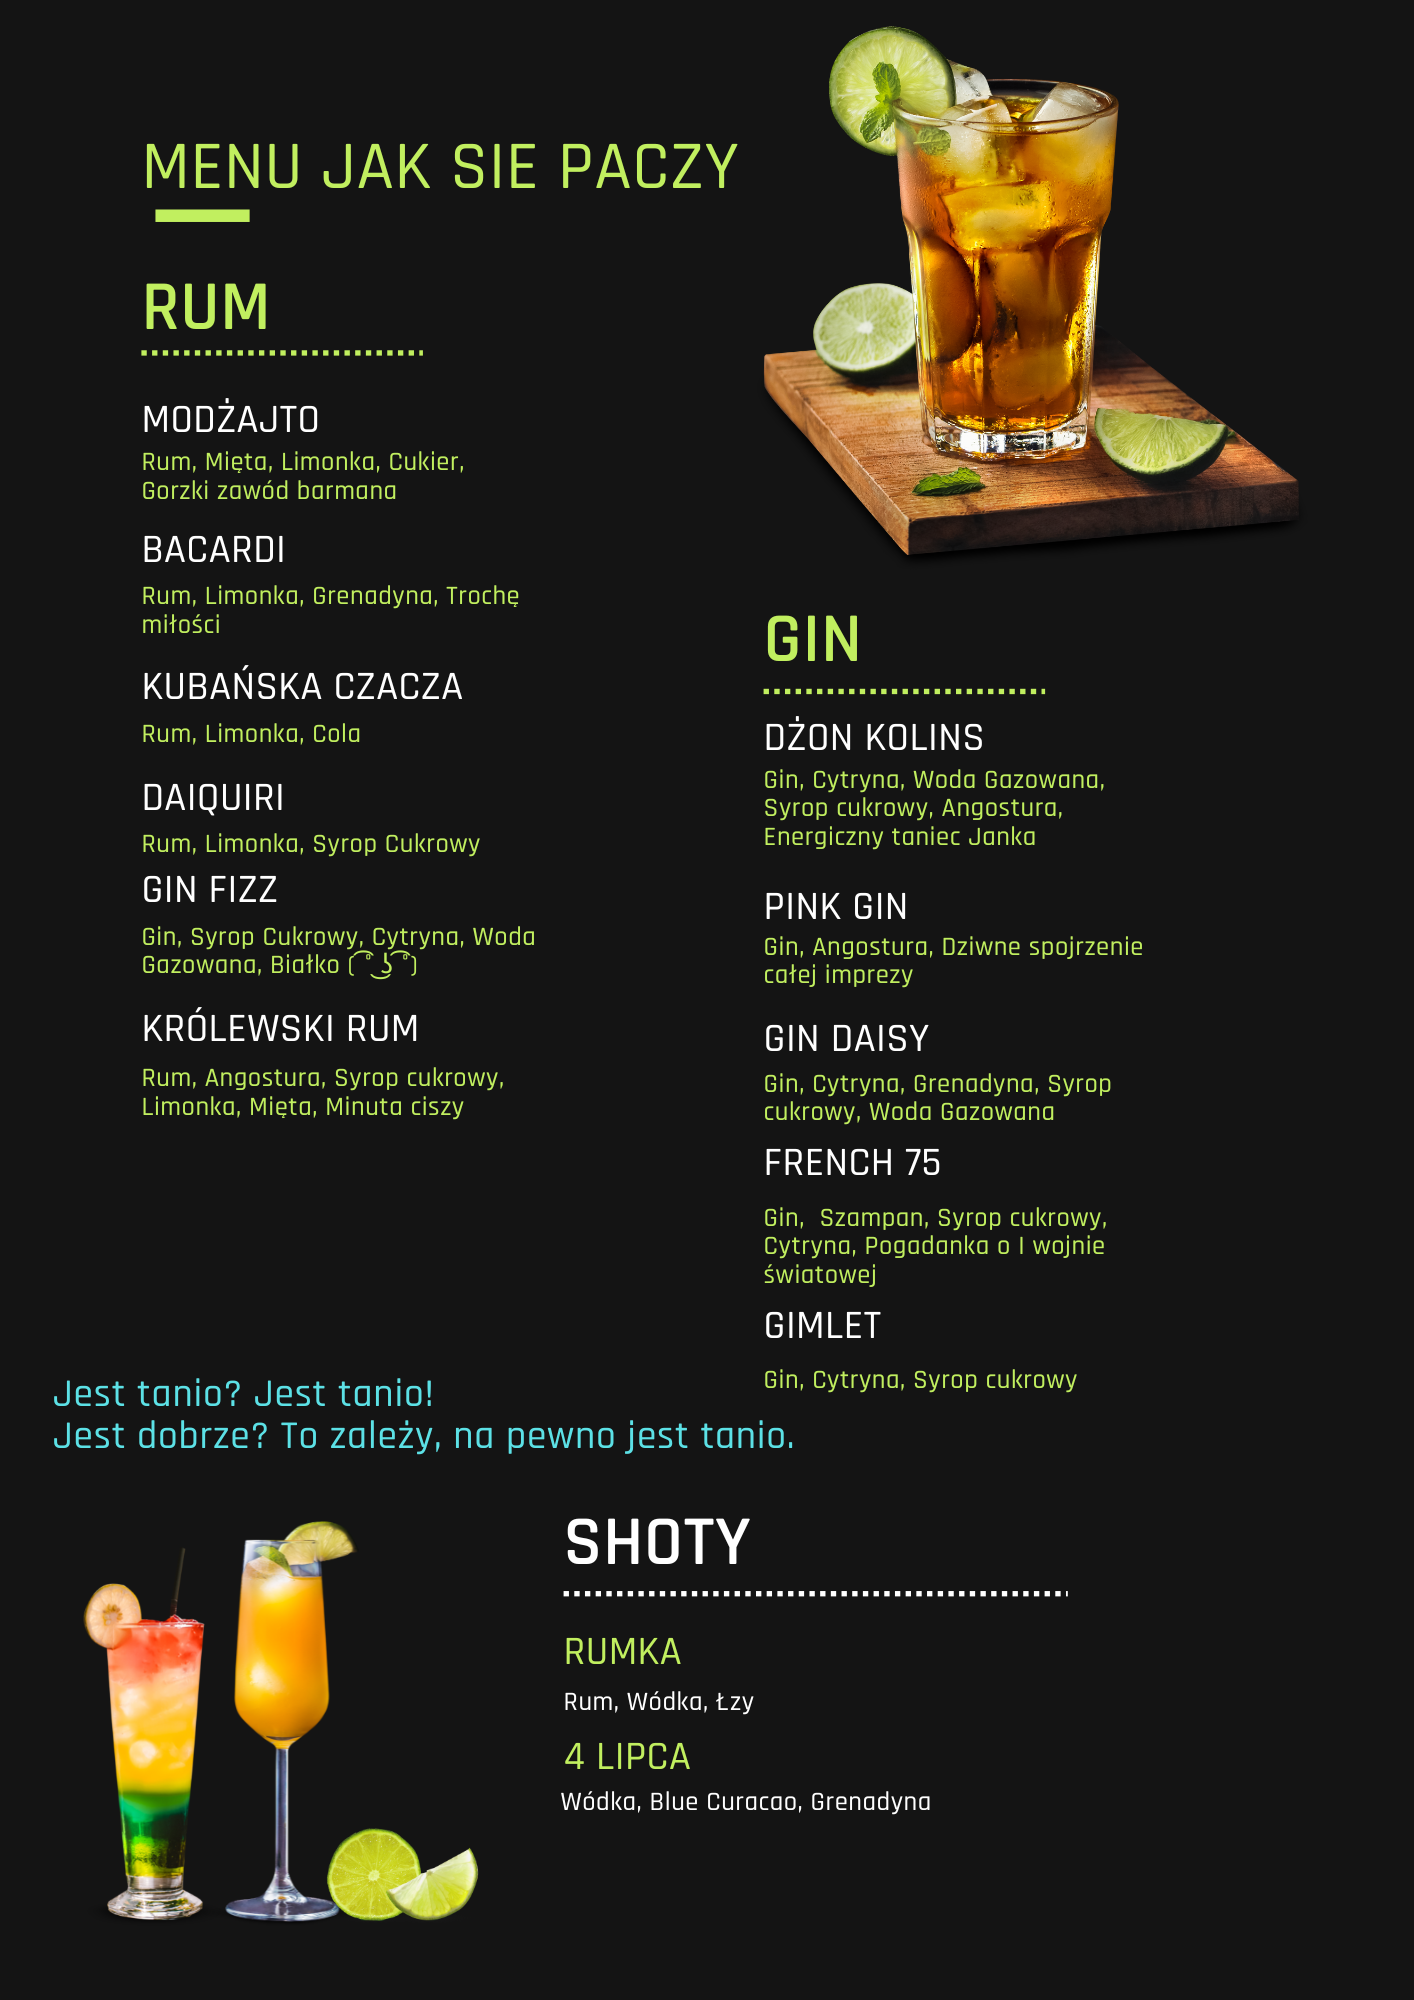 MENU JAK SIE PACZY
RUM
MODŻAJTO
Rum, Mięta, Limonka, Cukier,
Gorzki zawód barmana
BACARDI
Rum, Limonka, Grenadyna, Trochę
miłości
KUBAŃSKA CZACZA
Rum, Limonka, Cola
DAIQUIRI
Rum, Limonka, Syrop Cukrowy
GIN FIZZ
Gin, Syrop Cukrowy, Cytryna, Woda
Gazowana, Białko ( ͡° ͜ʖ ͡°)
KRÓLEWSKI RUM
Rum, Angostura, Syrop cukrowy,
Limonka, Mięta, Minuta ciszy
GIN
DŻON KOLINS
Gin, Cytryna, Woda Gazowana,
Syrop cukrowy, Angostura,
Energiczny taniec Janka
PINK GIN
Gin, Angostura, Dziwne spojrzenie
całej imprezy
GIN DAISY
Gin, Cytryna, Grenadyna, Syrop
cukrowy, Woda Gazowana
FRENCH 75
Gin,  Szampan, Syrop cukrowy,
Cytryna, Pogadanka o I wojnie
światowej
GIMLET
Gin, Cytryna, Syrop cukrowy
Jest tanio? Jest tanio!
Jest dobrze? To zależy, na pewno jest tanio.
SHOTY
RUMKA
Rum, Wódka, Łzy
4 LIPCA
Wódka, Blue Curacao, Grenadyna